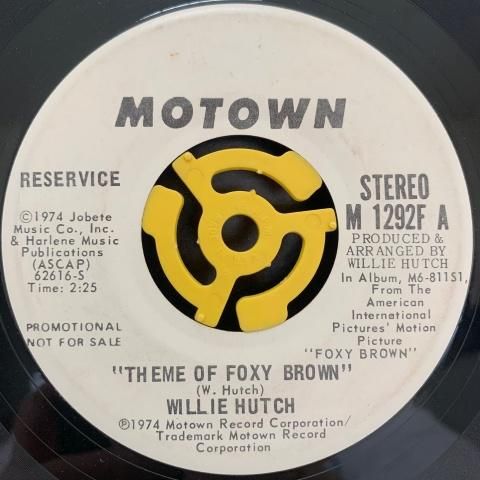 MOTOWN
RESERVICE
©1974 Jobete
Music Co., Inc.
& Harlene Music
Publications
(ASCAP)
62616-S
Time: 2:25
PROMOTIONAL
NOT FOR SALE
STEREO
M 1292F A
PRODUCED &
ARRANGED BY
WILLIE HUTCH
In Album, M6-811S1,
From The
American
International
Pictures' Motion
Picture
"FOXY BROWN"
"THEME OF FOXY BROWN"
(W. Hutch)
WILLIE HUTCH
℗1974 Motown Record Corporation/
Trademark Motown Record
Corporation